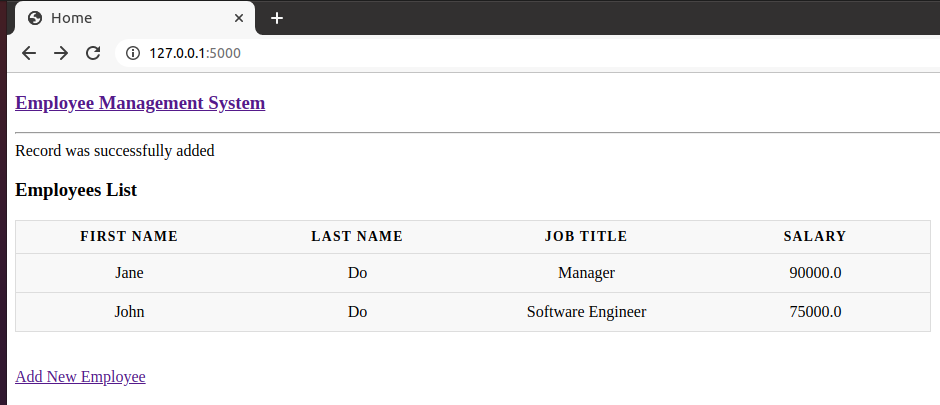 Home
127.0.0.1:5000
Employee Management System
Record was successfully added
Employees List
FIRST NAME LAST NAME JOB TITLE SALARY
Jane Do Manager 90000.0
John Do Software Engineer 75000.0
Add New Employee